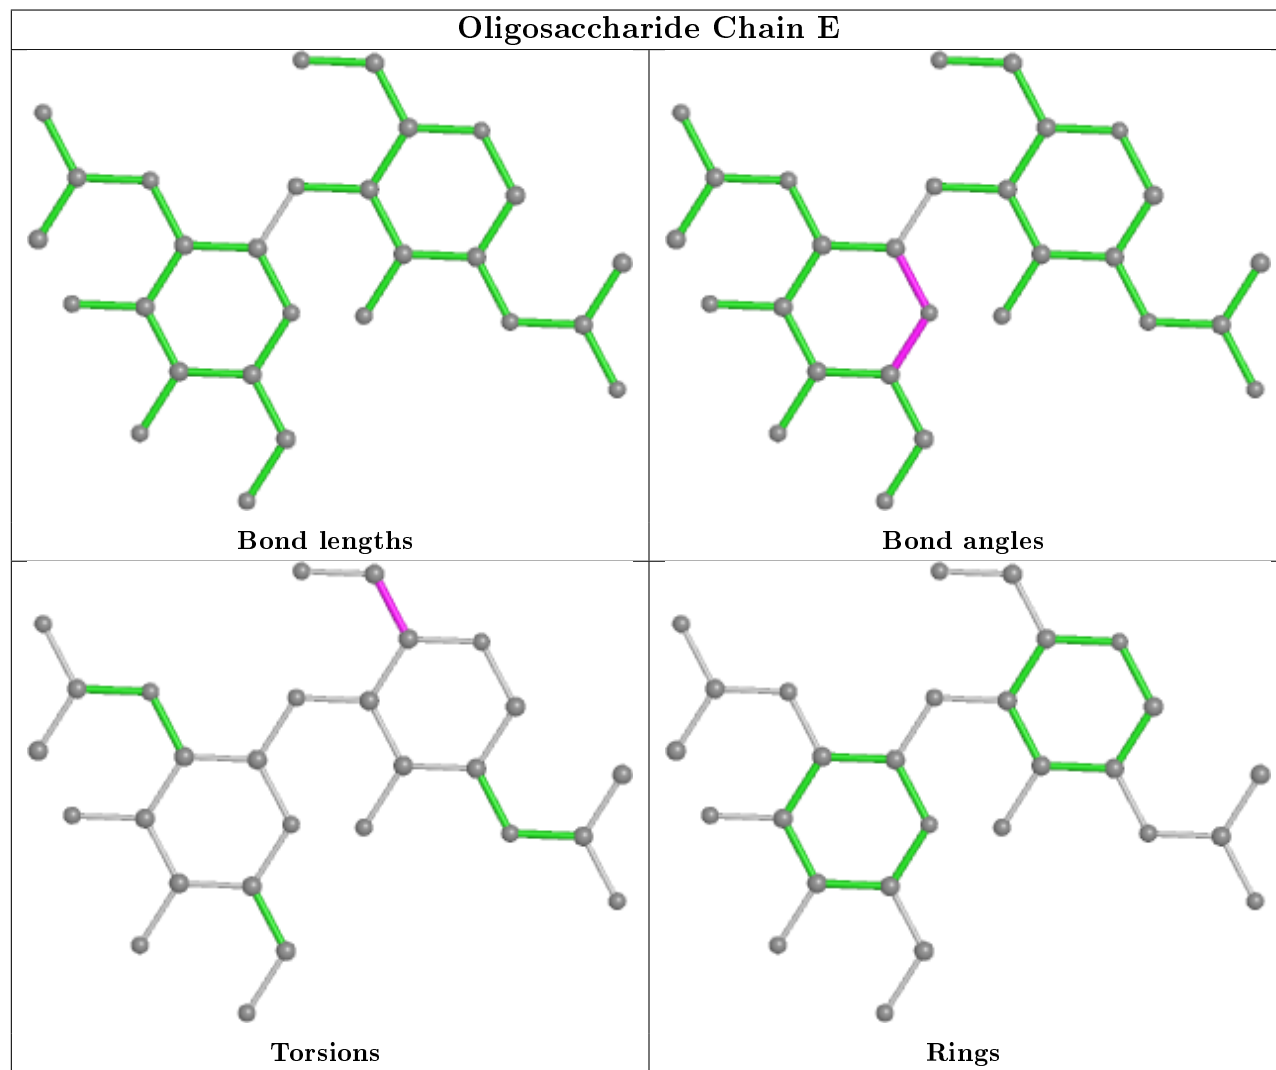 Oligosaccharide Chain E
Bond lengths
Bond angles
Torsions
Rings